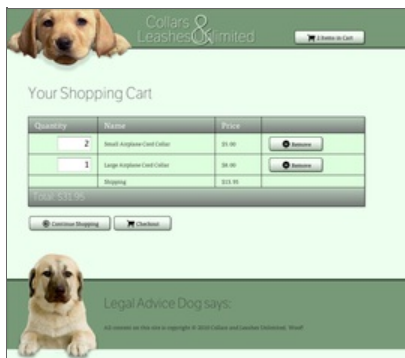 Collars &
Leashes Unlimited
2 Items in Cart
Your Shopping Cart
Quantity Name Price
2 Small Airplane Cord Collar $5.00 Remove
1 Large Airplane Cord Collar $8.00 Remove
Shipping $13.95
Total: $31.95
Continue Shopping Checkout
Legal Advice Dog says:
All content on this site is copyright © 2010 Collars and Leashes Unlimited. Woof!